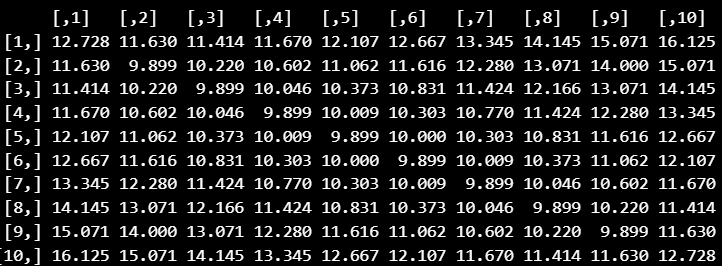 [,1] [,2] [,3] [,4] [,5] [,6] [,7] [,8] [,9] [,10]
[1,] 12.728 11.630 11.414 11.670 12.107 12.667 13.345 14.145 15.071 16.125
[2,] 11.630 9.899 10.220 10.602 11.062 11.616 12.280 13.071 14.000 15.071
[3,] 11.414 10.220 9.899 10.046 10.373 10.831 11.424 12.166 13.071 14.145
[4,] 11.670 10.602 10.046 9.899 10.009 10.303 10.770 11.424 12.280 13.345
[5,] 12.107 11.062 10.373 10.009 9.899 10.000 10.303 10.831 11.616 12.667
[6,] 12.667 11.616 10.831 10.303 10.000 9.899 10.009 10.373 11.062 12.107
[7,] 13.345 12.280 11.424 10.770 10.303 10.009 9.899 10.046 10.602 11.670
[8,] 14.145 13.071 12.166 11.424 10.831 10.373 10.046 9.899 10.220 11.414
[9,] 15.071 14.000 13.071 12.280 11.616 11.062 10.602 10.220 9.899 11.630
[10,] 16.125 15.071 14.145 13.345 12.667 12.107 11.670 11.414 11.630 12.728